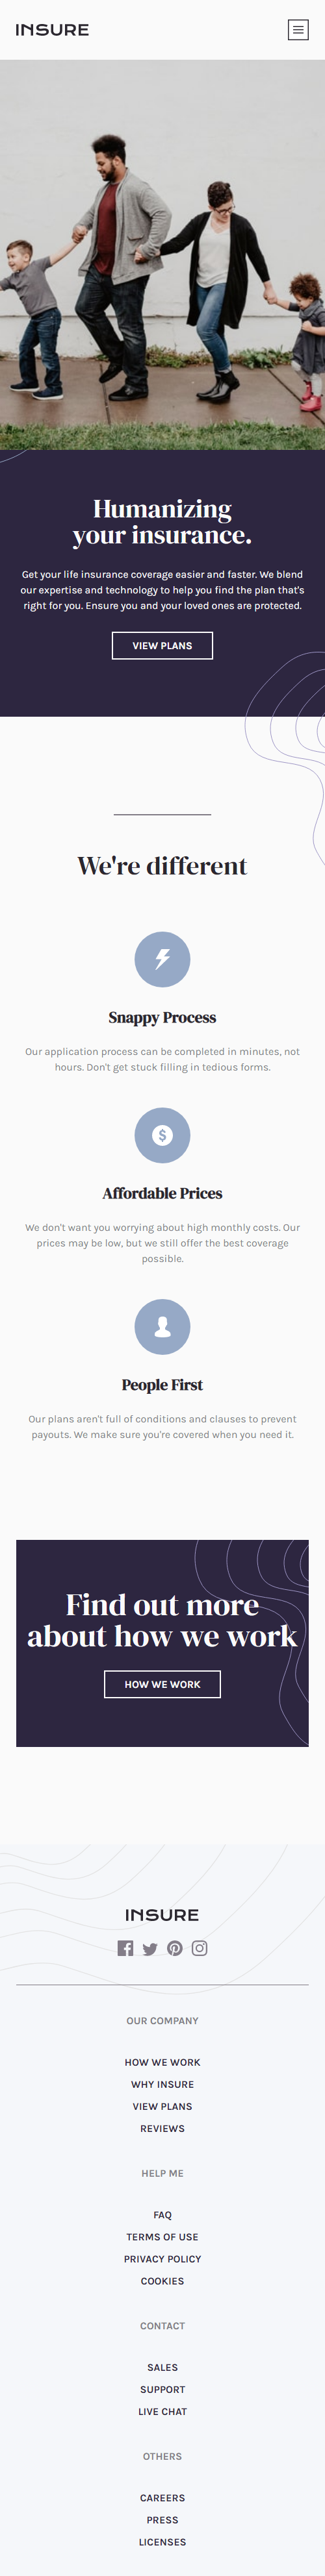 INSURE
Humanizing
your insurance.
Get your life insurance coverage easier and faster. We blend
our expertise and technology to help you find the plan that's
right for you. Ensure you and your loved ones are protected.
VIEW PLANS
We're different
Snappy Process
Our application process can be completed in minutes, not
hours. Don't get stuck filling in tedious forms.
$
Affordable Prices
We don't want you worrying about high monthly costs. Our
prices may be low, but we still offer the best coverage
possible.
People First
Our plans aren't full of conditions and clauses to prevent
payouts. We make sure you're covered when you need it.
Find out more
about how we work
HOW WE WORK
INSURE
OUR COMPANY
HOW WE WORK
WHY INSURE
VIEW PLANS
REVIEWS
HELP ME
FAQ
TERMS OF USE
PRIVACY POLICY
COOKIES
CONTACT
SALES
SUPPORT
LIVE CHAT
OTHERS
CAREERS
PRESS
LICENSES